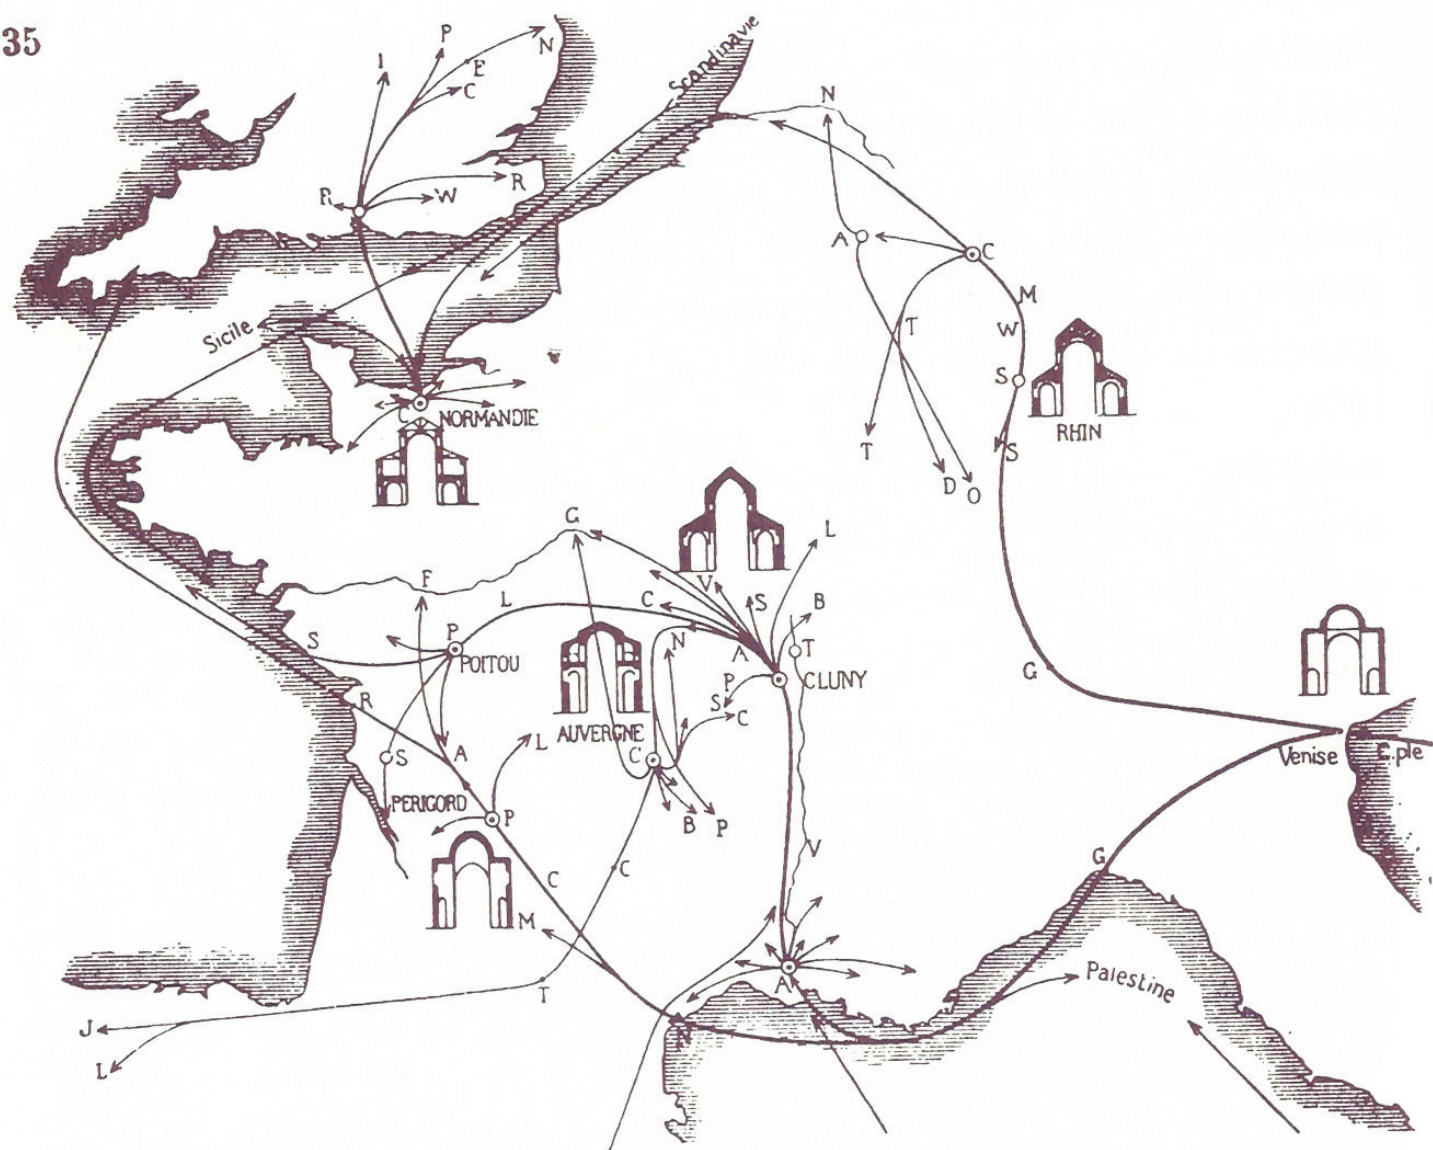 35
P
N
I
E
C
Scandinavie
N
R
R
W
A
C
M
T
W
Sicile
S
C
NORMANDIE
RHIN
S
T
D
O
G
L
F
V
L
C
S
B
S
P
N
A
T
POITOU
P
CLUNY
G
S
C
R
AUVERGNE
L
S
A
C
Venise
C.ple
PERIGORD
P
B
P
V
G
C
C
M
A
Palestine
T
J
N
L